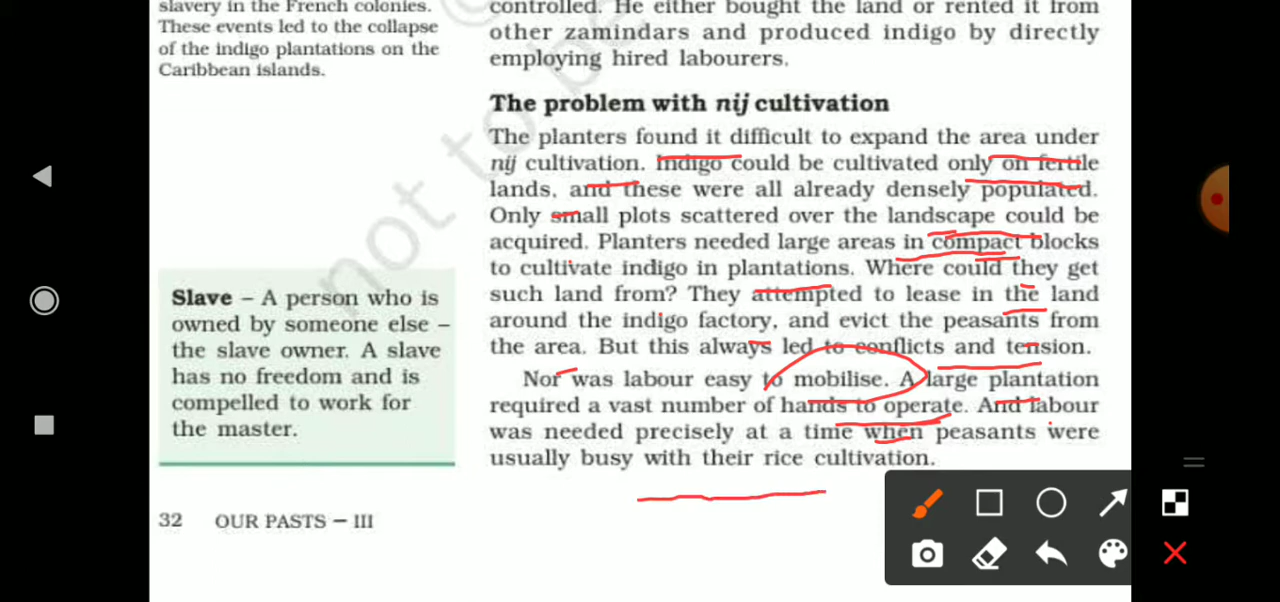 slavery in the French colonies.
These events led to the collapse
of the indigo plantations on the
Caribbean islands.
Slave – A person who is
owned by someone else –
the slave owner. A slave
has no freedom and is
compelled to work for
the master.
32 OUR PASTS – III
controlled. He either bought the land or rented it from
other zamindars and produced indigo by directly
employing hired labourers.
The problem with nij cultivation
The planters found it difficult to expand the area under
nij cultivation. Indigo could be cultivated only on fertile
lands, and these were all already densely populated.
Only small plots scattered over the landscape could be
acquired. Planters needed large areas in compact blocks
to cultivate indigo in plantations. Where could they get
such land from? They attempted to lease in the land
around the indigo factory, and evict the peasants from
the area. But this always led to conflicts and tension.
Nor was labour easy to mobilise. A large plantation
required a vast number of hands to operate. And labour
was needed precisely at a time when peasants were
usually busy with their rice cultivation.
not to be